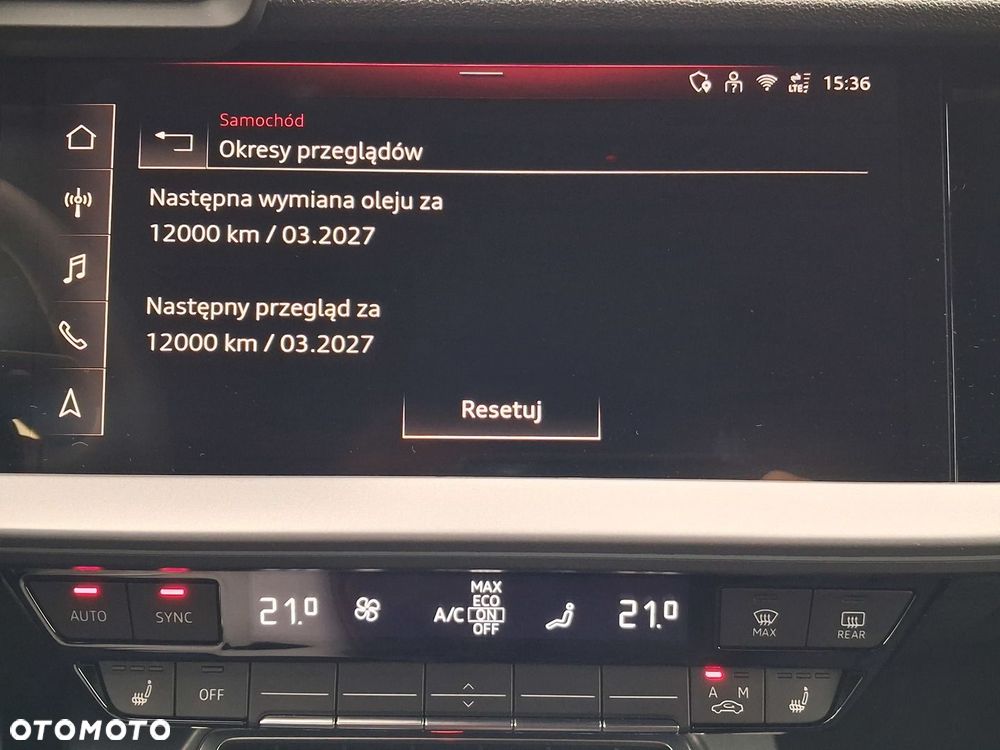 LTE
15:36
Samochód
Okresy przeglądów
Następna wymiana oleju za
12000 km / 03.2027
Następny przegląd za
12000 km / 03.2027
Resetuj
AUTO
SYNC
21.0
A/C
MAX
ECO
ON
OFF
21.0
MAX
REAR
OFF
A M
OTOMOTO